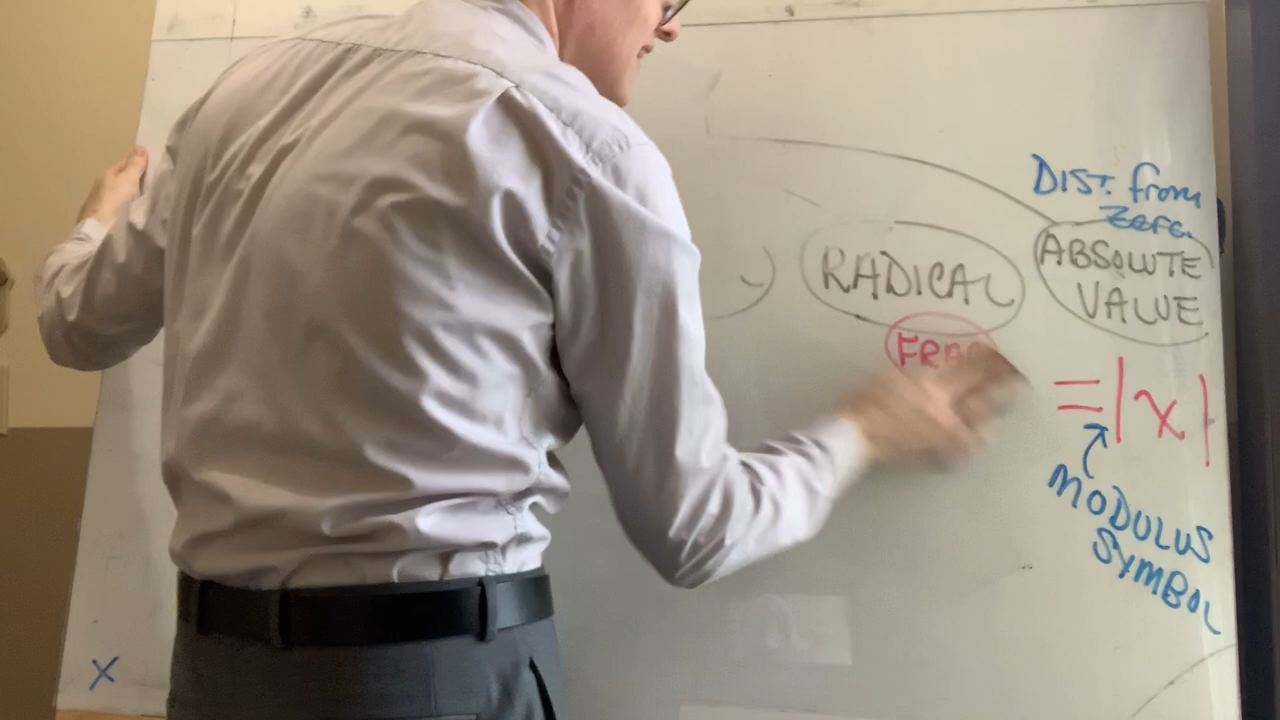 DIST. from
zero.
ABSOLUTE
VALUE
RADICAL
= |x|
MODULUS
SYMBOL
X